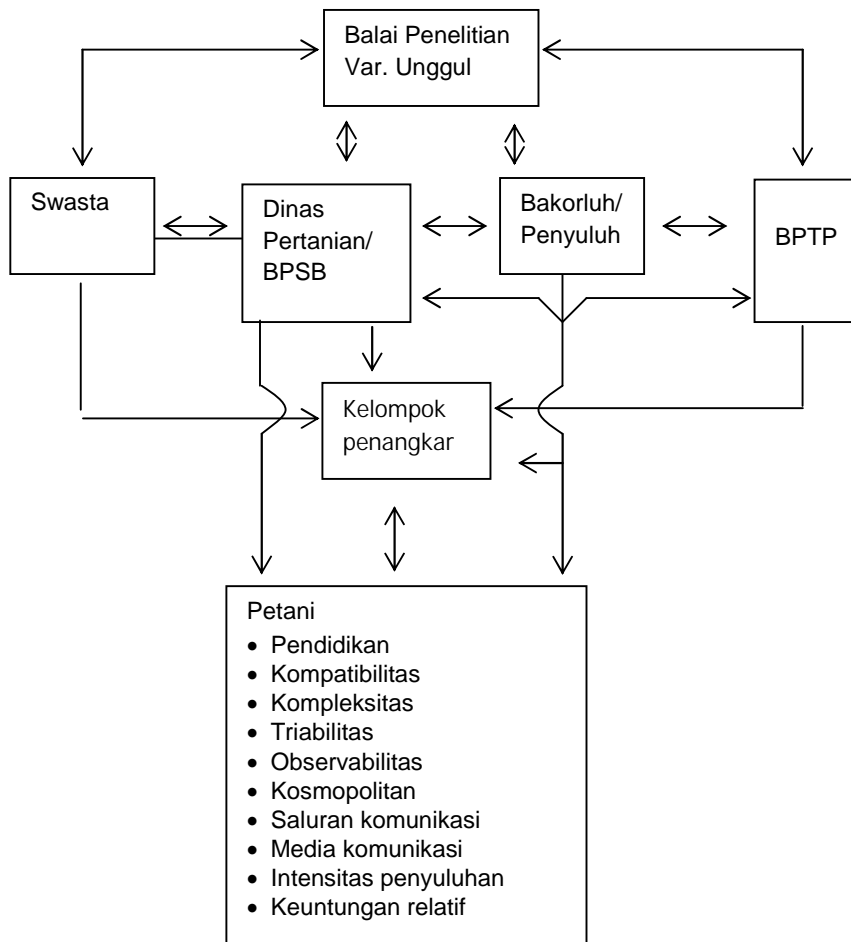 Balai Penelitian
Var. Unggul
Swasta
Dinas
Pertanian/
BPSB
Bakorluh/
Penyuluh
BPTP
Kelompok
penangkar
Petani
• Pendidikan
• Kompatibilitas
• Kompleksitas
• Triabilitas
• Observabilitas
• Kosmopolitan
• Saluran komunikasi
• Media komunikasi
• Intensitas penyuluhan
• Keuntungan relatif